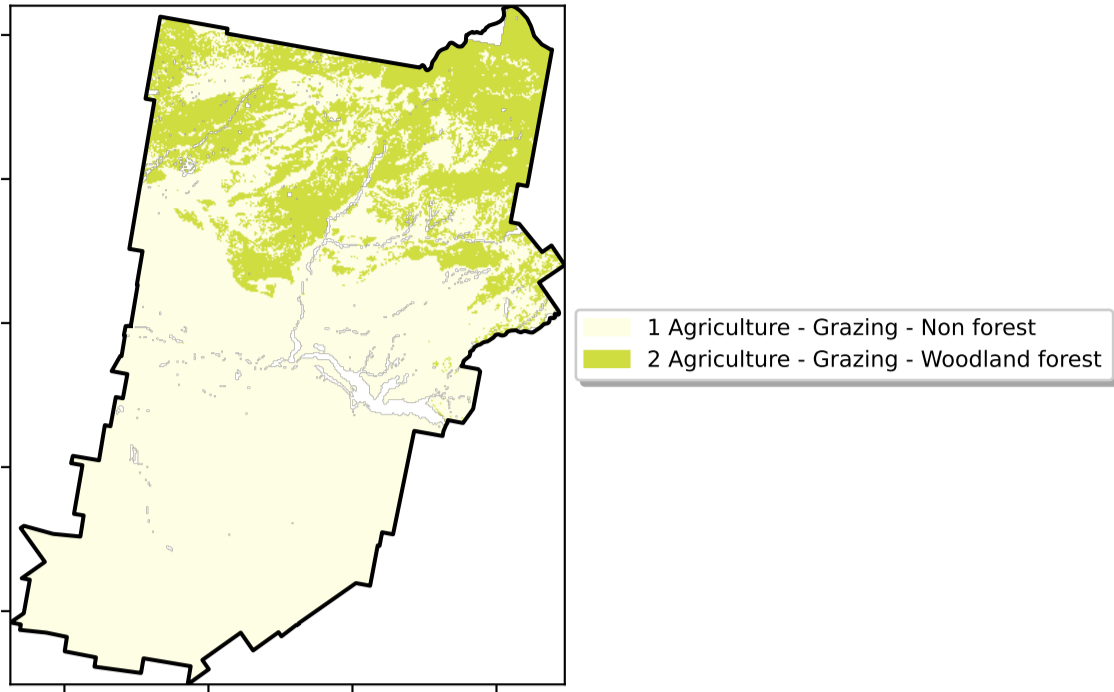 1 Agriculture - Grazing - Non forest
2 Agriculture - Grazing - Woodland forest